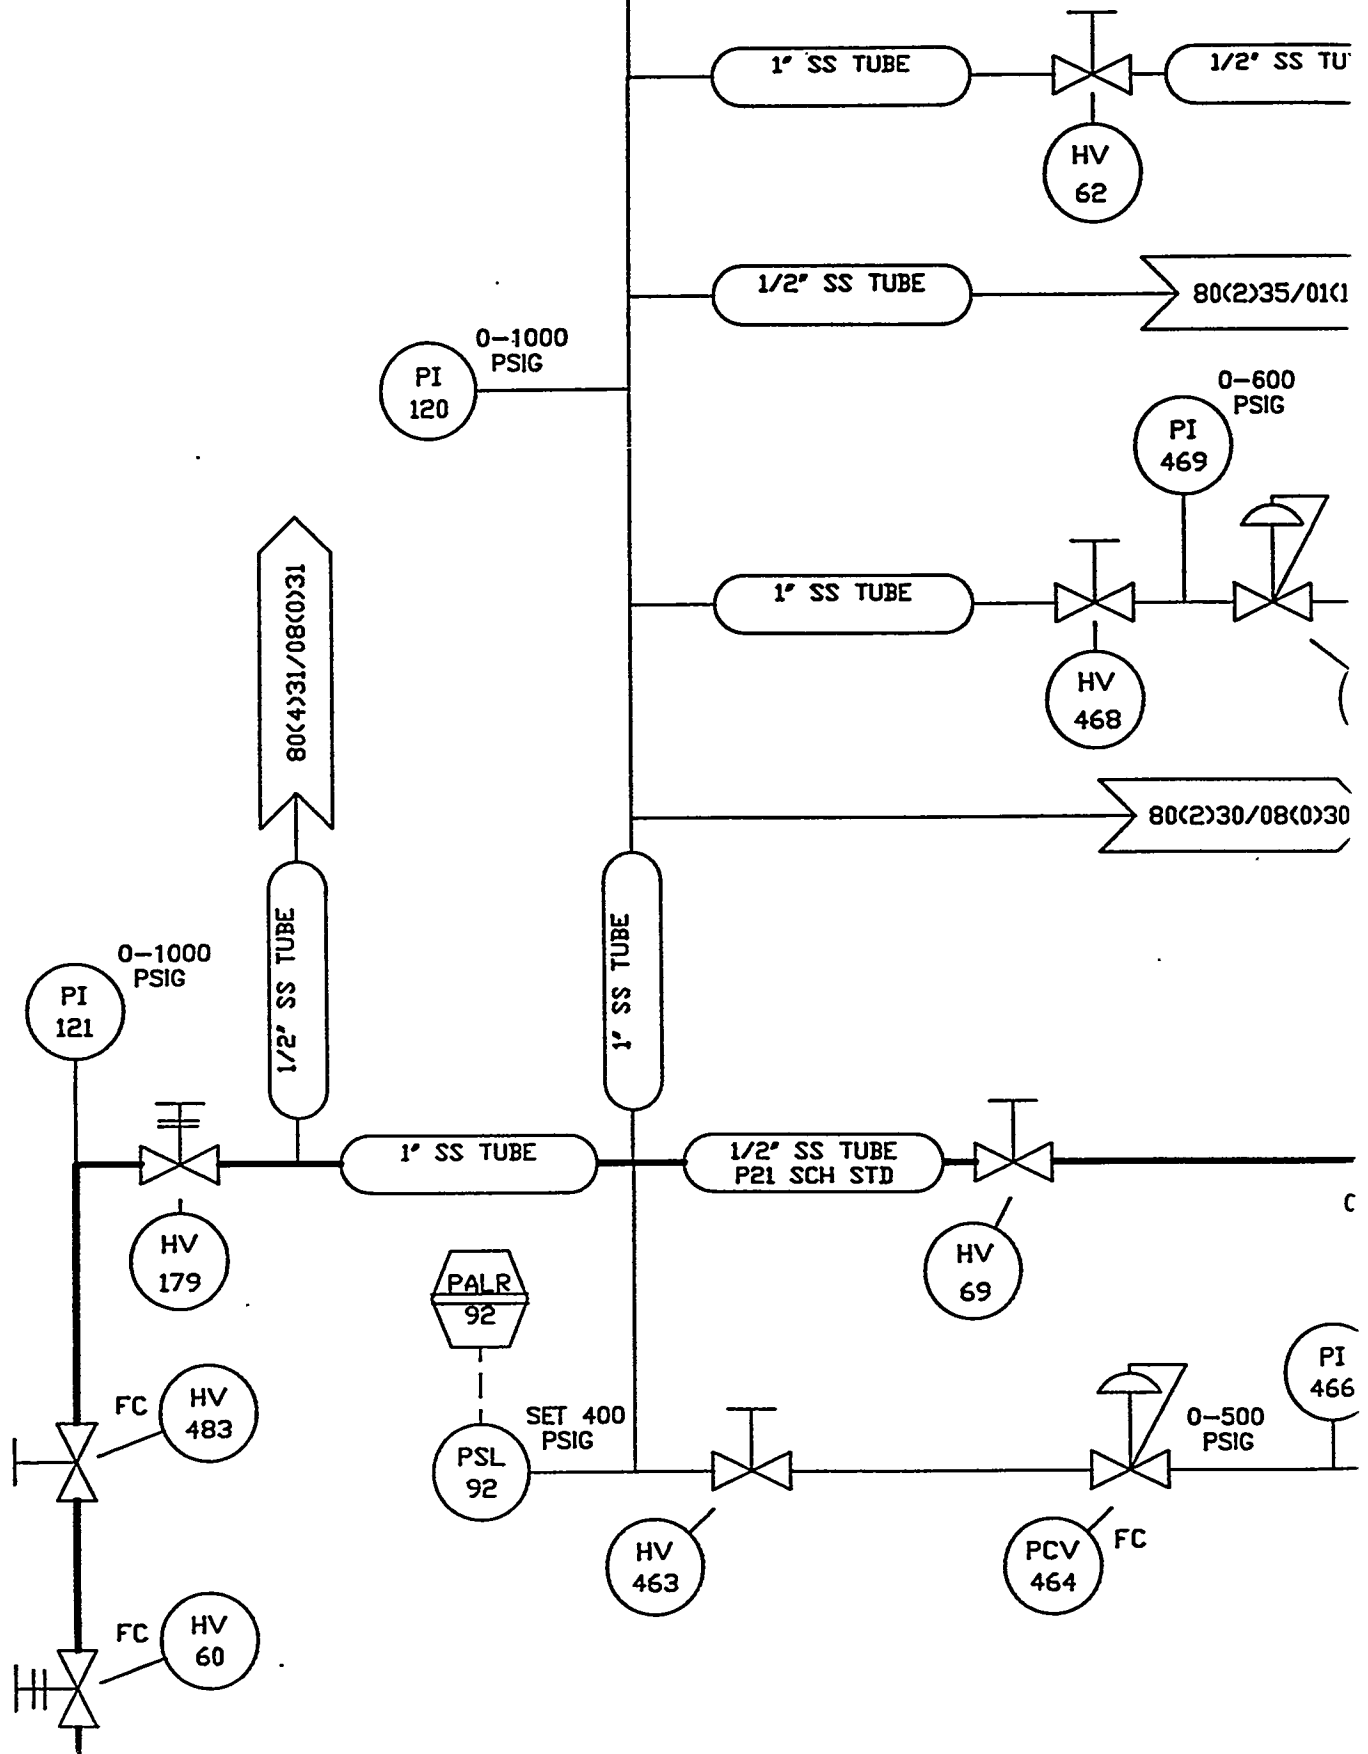 1" SS TUBE
1/2" SS TU
HV
62
1/2" SS TUBE
80(2)35/01(1
0-1000
PSIG
PI
120
0-600
PSIG
PI
469
1" SS TUBE
HV
468
80(4)31/08(0)31
80(2)30/08(0)30
1/2" SS TUBE
1" SS TUBE
0-1000
PSIG
PI
121
1" SS TUBE
1/2" SS TUBE
P21 SCH STD
HV
179
HV
69
PALR
92
PI
466
FC
HV
483
SET 400
PSIG
PSL
92
0-500
PSIG
HV
463
PCV
464
FC
FC
HV
60